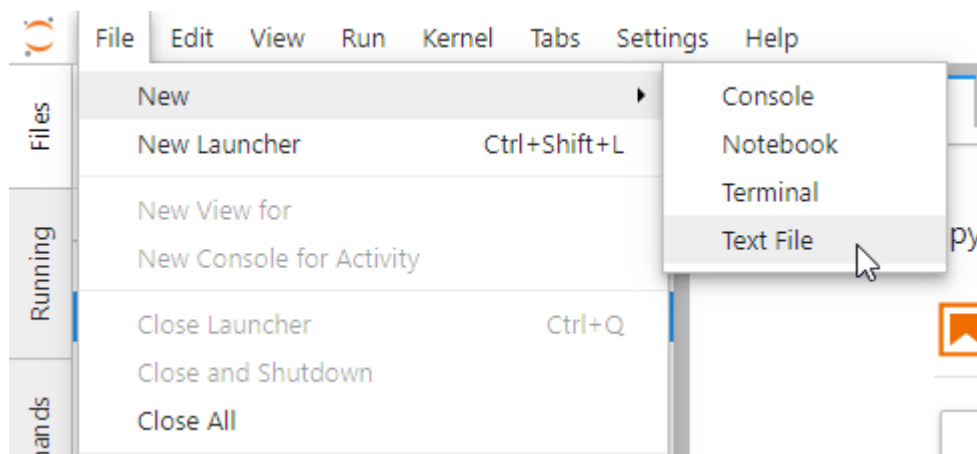 File Edit View Run Kernel Tabs Settings Help
Files
Running
New
New Launcher Ctrl+Shift+L
New View for
New Console for Activity
Close Launcher Ctrl+Q
Close and Shutdown
Close All
Console
Notebook
Terminal
Text File